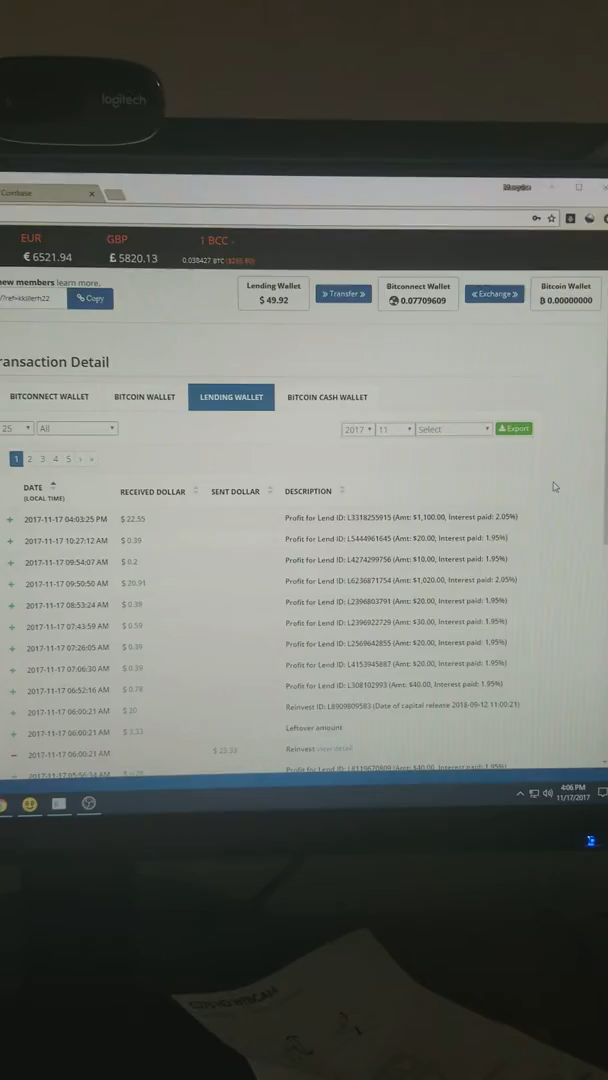 logitech
Coinbase
EUR GBP 1 BCC -
€ 6521.94 £ 5820.13 0.038427 BTC
new members learn more.
/?ref=kkillerh22 Copy
Lending Wallet
$ 49.92
» Transfer »
Bitconnect Wallet
0.07709609
« Exchange »
Bitcoin Wallet
฿ 0.00000000
ransaction Detail
BITCONNECT WALLET BITCOIN WALLET LENDING WALLET BITCOIN CASH WALLET
25 All 2017 11 Select Export
1 2 3 4 5 › »
DATE
(LOCAL TIME) RECEIVED DOLLAR SENT DOLLAR DESCRIPTION
+ 2017-11-17 04:03:25 PM $ 22.55 Profit for Lend ID: L3318255915 (Amt: $1,100.00, Interest paid: 2.05%)
+ 2017-11-17 10:27:12 AM $ 0.39 Profit for Lend ID: L5444961645 (Amt: $20.00, Interest paid: 1.95%)
+ 2017-11-17 09:54:07 AM $ 0.2 Profit for Lend ID: L4274299756 (Amt: $10.00, Interest paid: 1.95%)
+ 2017-11-17 09:50:50 AM $ 20.91 Profit for Lend ID: L6236871754 (Amt: $1,020.00, Interest paid: 2.05%)
+ 2017-11-17 08:53:24 AM $ 0.39 Profit for Lend ID: L2396803791 (Amt: $20.00, Interest paid: 1.95%)
+ 2017-11-17 07:43:59 AM $ 0.59 Profit for Lend ID: L2396922729 (Amt: $30.00, Interest paid: 1.95%)
+ 2017-11-17 07:26:05 AM $ 0.39 Profit for Lend ID: L2569642855 (Amt: $20.00, Interest paid: 1.95%)
+ 2017-11-17 07:06:30 AM $ 0.39 Profit for Lend ID: L4153945887 (Amt: $20.00, Interest paid: 1.95%)
+ 2017-11-17 06:52:16 AM $ 0.78 Profit for Lend ID: L308102993 (Amt: $40.00, Interest paid: 1.95%)
+ 2017-11-17 06:00:21 AM $ 20 Reinvest ID: L8909809583 (Date of capital release 2018-09-12 11:00:21)
+ 2017-11-17 06:00:21 AM $ 3.33 Leftover amount
− 2017-11-17 06:00:21 AM $ 23.33 Reinvest view detail
Profit for Lend ID: (Amt: $40.00, Interest paid: 1.95%)
4:06 PM
11/17/2017